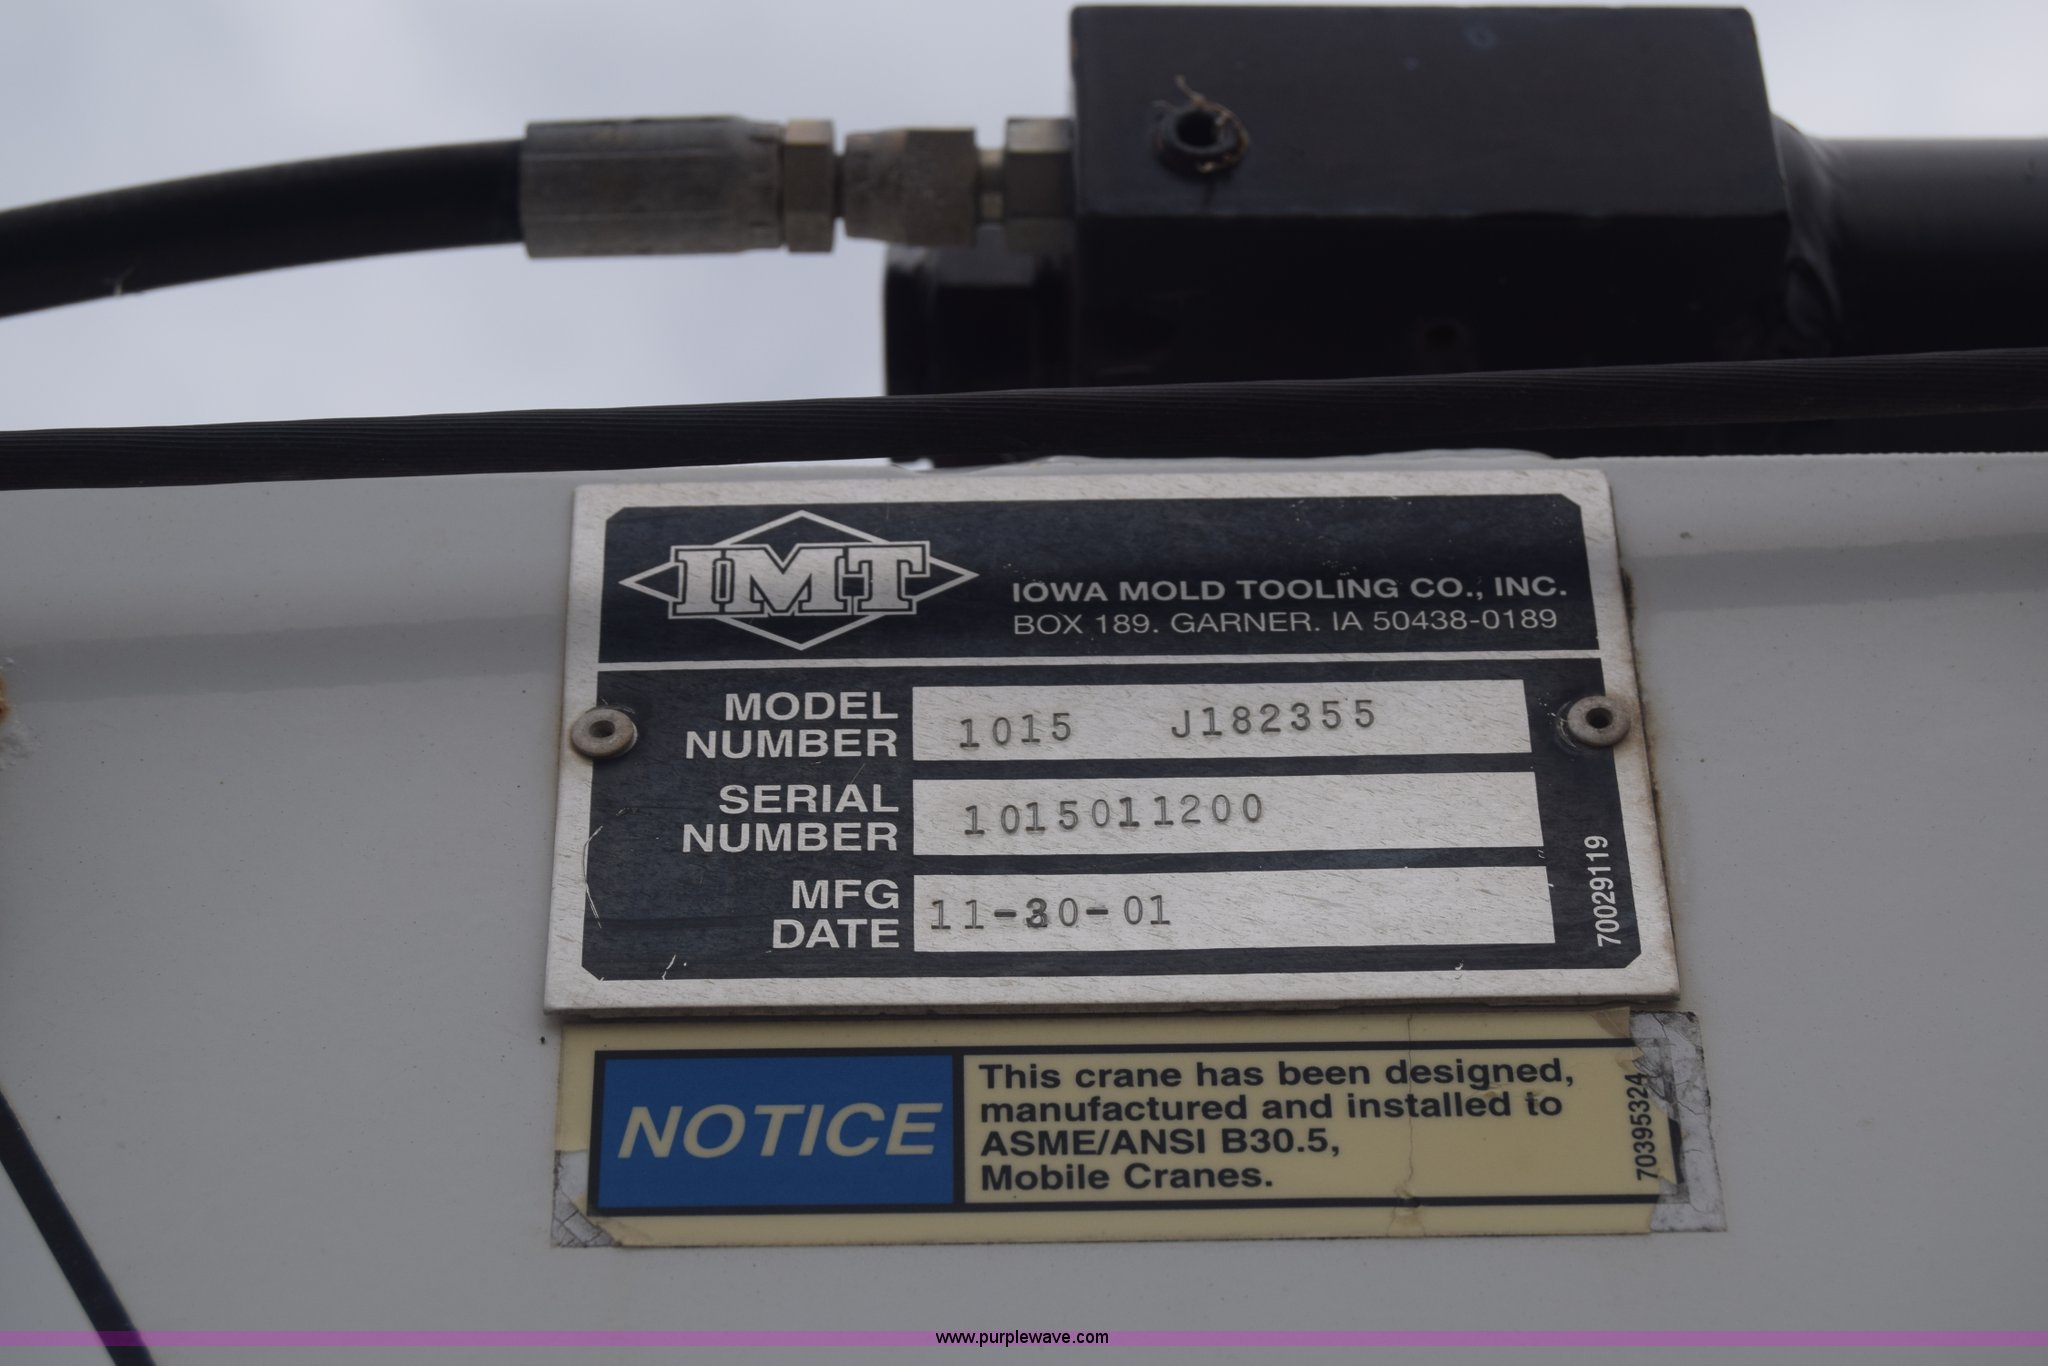 IMT
IOWA MOLD TOOLING CO., INC.
BOX 189. GARNER. IA 50438-0189
MODEL NUMBER 1015 J182355
SERIAL NUMBER 1015011200
MFG DATE 11-30-01
70029119
NOTICE
This crane has been designed,
manufactured and installed to
ASME/ANSI B30.5,
Mobile Cranes.
70395324
www.purplewave.com